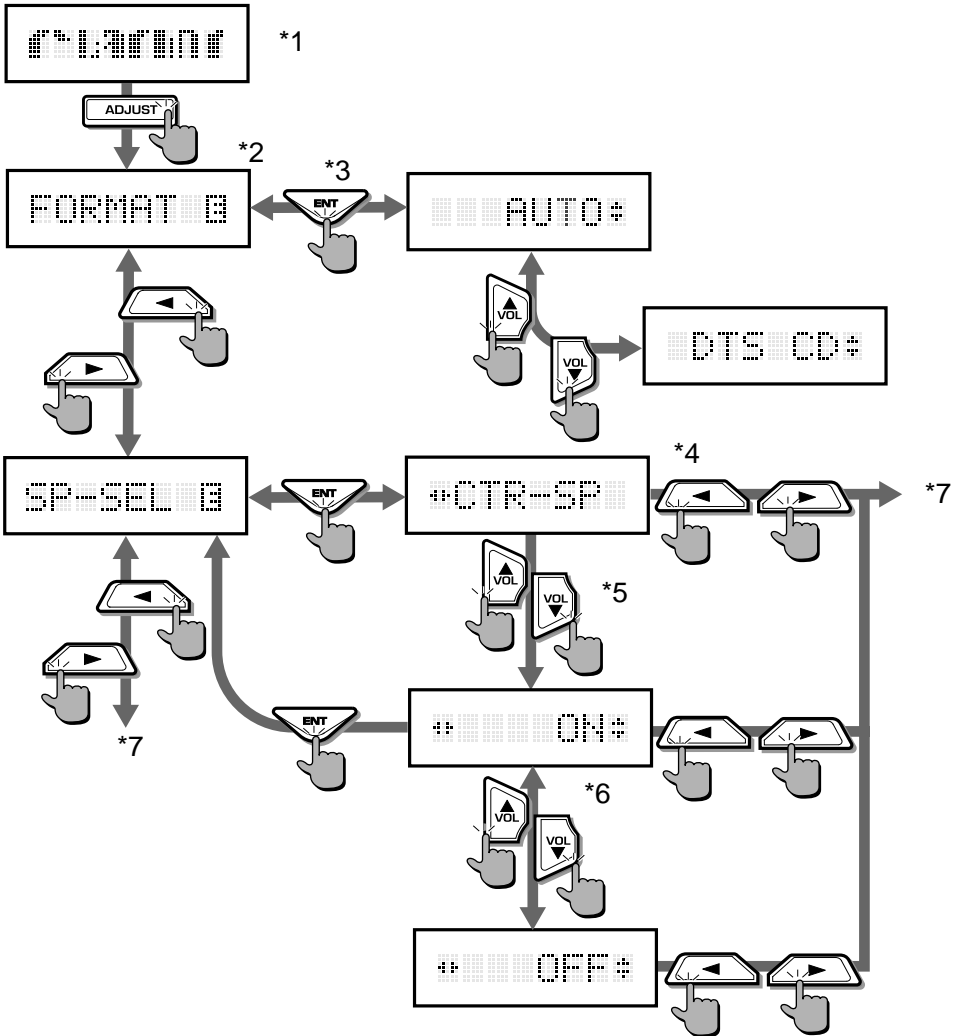 clarion
*1
ADJUST
*2
*3
FORMAT E
ENT
AUTO
VOL
VOL
DTS CD
SP-SEL E
ENT
CTR-SP
*4
*7
VOL
VOL
*5
*7
ENT
ON
VOL
VOL
*6
OFF